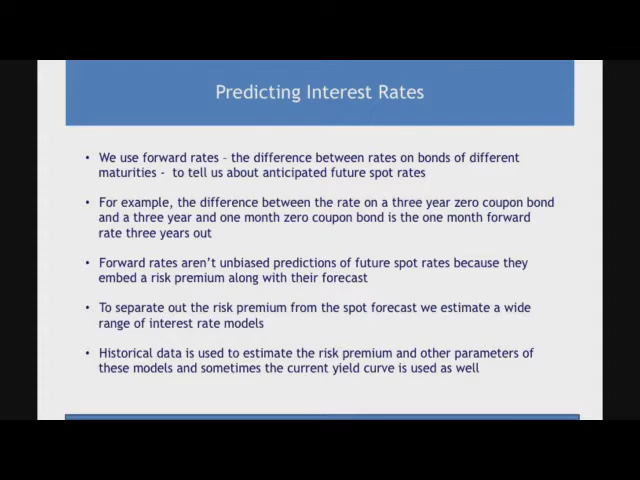 Predicting Interest Rates
• We use forward rates – the difference between rates on bonds of different
maturities - to tell us about anticipated future spot rates
• For example, the difference between the rate on a three year zero coupon bond
and a three year and one month zero coupon bond is the one month forward
rate three years out
• Forward rates aren't unbiased predictions of future spot rates because they
embed a risk premium along with their forecast
• To separate out the risk premium from the spot forecast we estimate a wide
range of interest rate models
• Historical data is used to estimate the risk premium and other parameters of
these models and sometimes the current yield curve is used as well